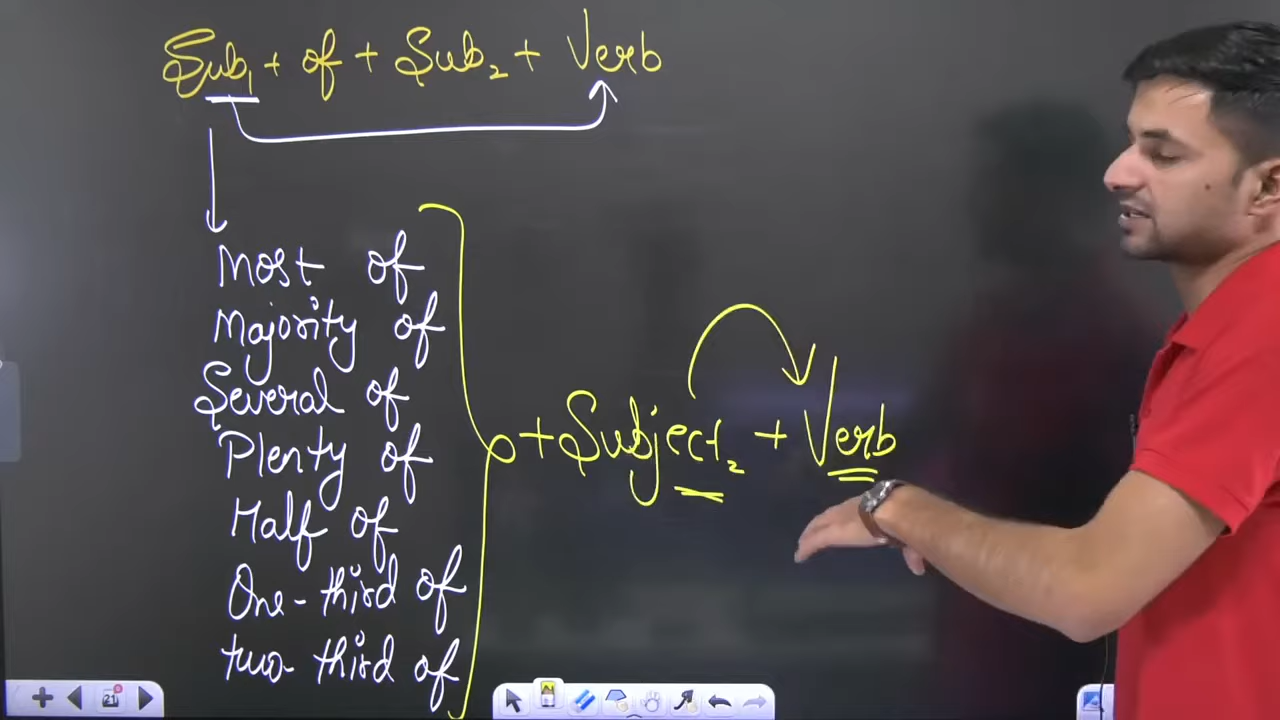 Sub1 + of + Sub2 + Verb
Most of
Majority of
Several of
Plenty of
Half of
One-third of
two third of
+ Subject2 + Verb
21